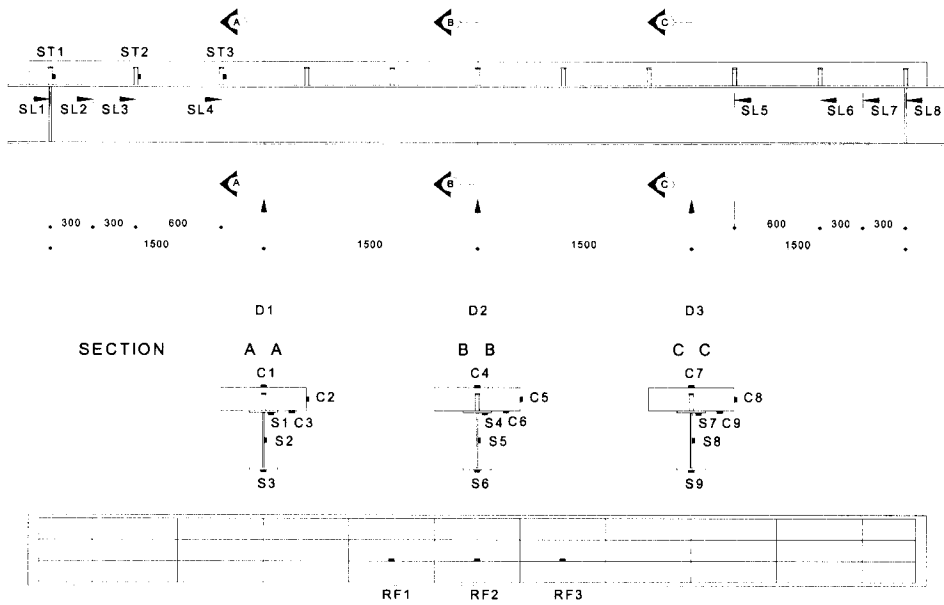 A B C
ST1 ST2 ST3
SL1 SL2 SL3 SL4 SL5 SL6 SL7 SL8
A B C
300 300 600 600 300 300
1500 1500 1500 1500
D1 D2 D3
SECTION A A B B C C
C1 C4 C7
C2 C5 C8
S1 C3 S4 C6 S7 C9
S2 S5 S8
S3 S6 S9
RF1 RF2 RF3